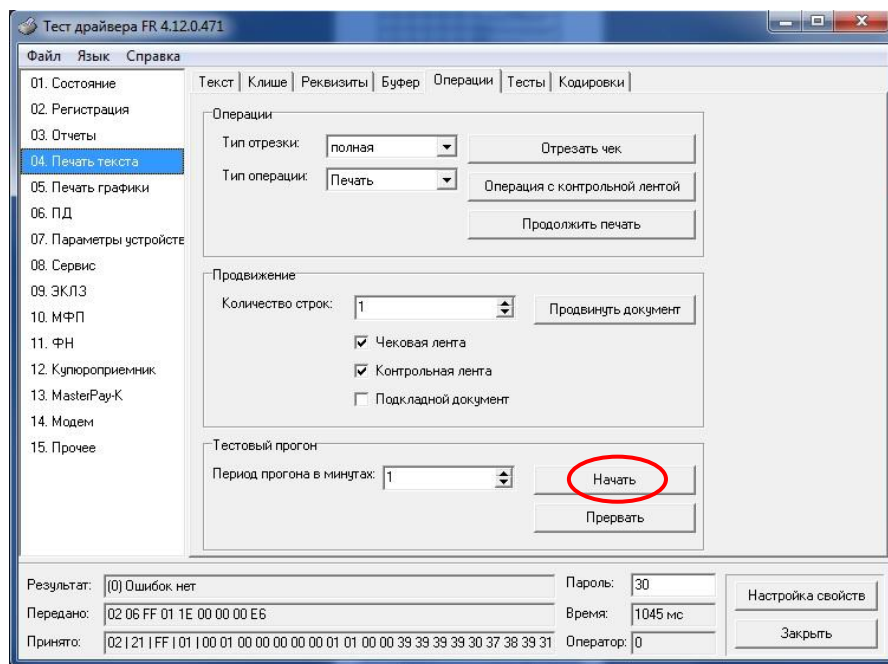 Тест драйвера FR 4.12.0.471
Файл Язык Справка
01. Состояние
02. Регистрация
03. Отчеты
04. Печать текста
05. Печать графики
06. ПД
07. Параметры устройств
08. Сервис
09. ЭКЛЗ
10. МФП
11. ФН
12. Купюроприемник
13. MasterPay-K
14. Модем
15. Прочее
Текст Клише Реквизиты Буфер Операции Тесты Кодировки
Операции
Тип отрезки: полная Отрезать чек
Тип операции: Печать Операция с контрольной лентой
Продолжить печать
Продвижение
Количество строк: 1 Продвинуть документ
Чековая лента
Контрольная лента
Подкладной документ
Тестовый прогон
Период прогона в минутах: 1 Начать
Прервать
Результат: (0) Ошибок нет Пароль: 30 Настройка свойств
Передано: 02 06 FF 01 1E 00 00 00 E6 Время: 1045 мс
Принято: 02 | 21 | FF | 01 | 00 01 00 00 00 00 00 01 01 00 00 39 39 39 39 30 37 38 39 31 Оператор: 0 Закрыть